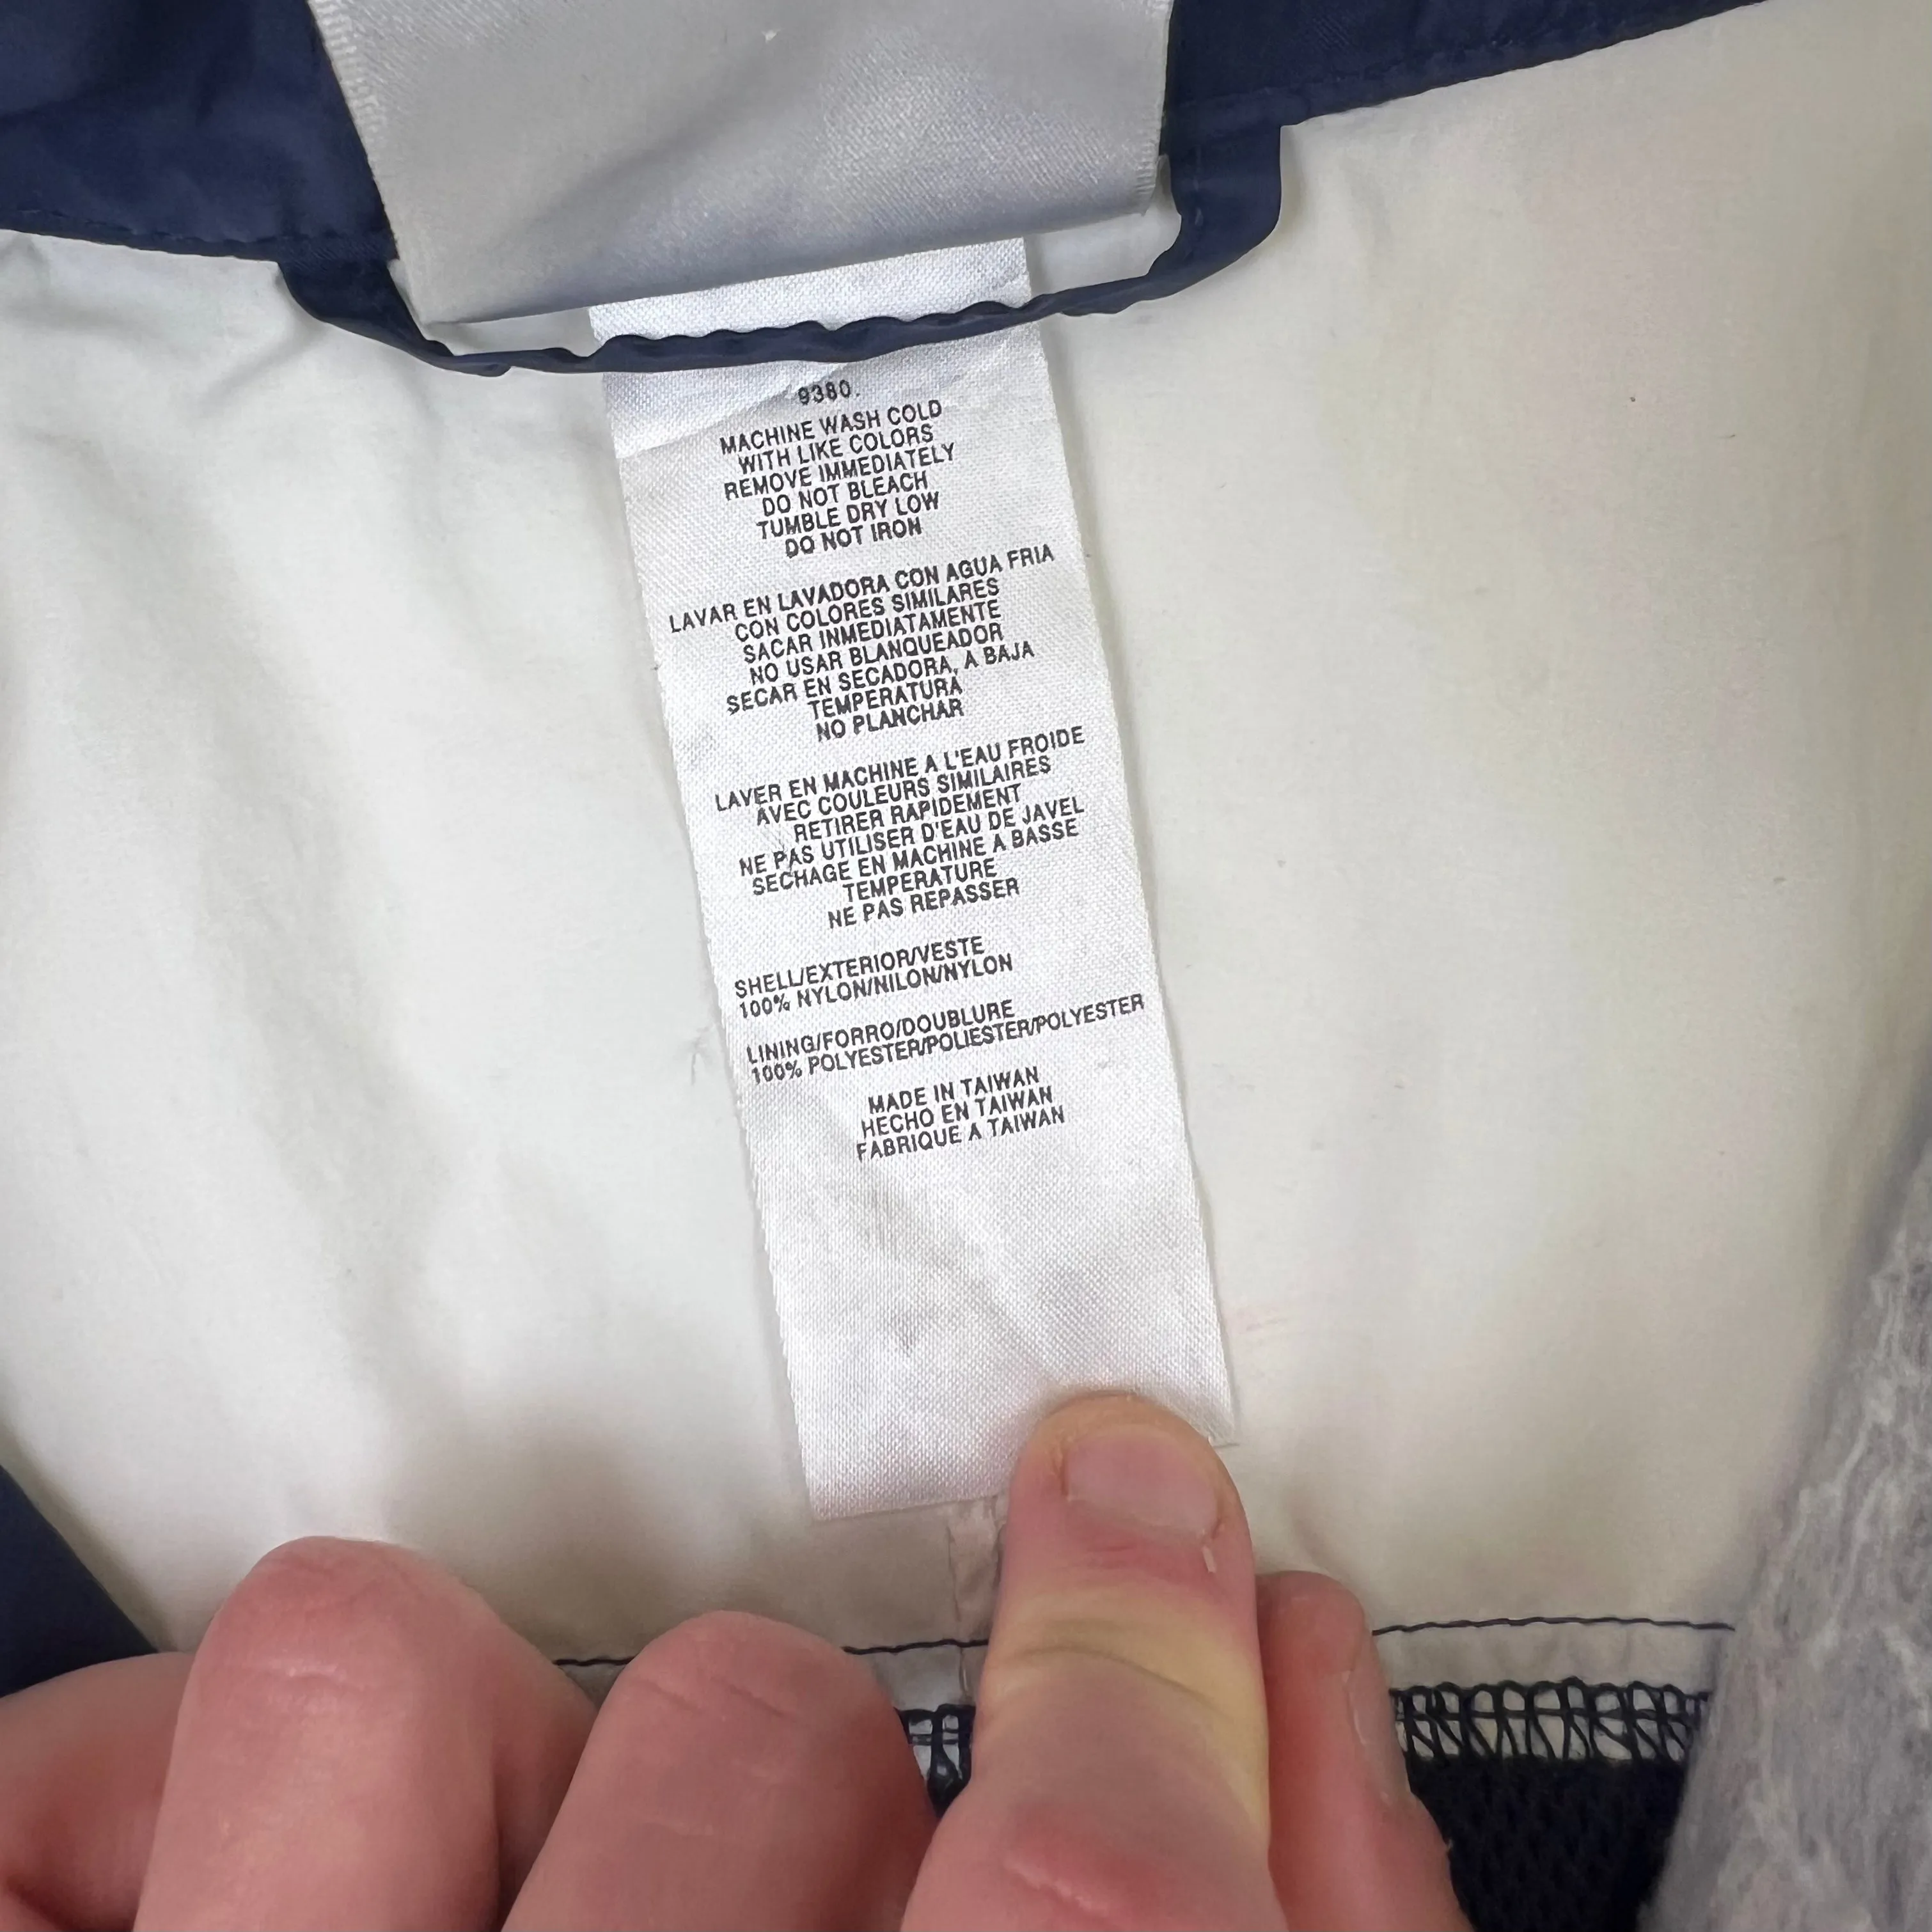 9380.
MACHINE WASH COLD
WITH LIKE COLORS
REMOVE IMMEDIATELY
DO NOT BLEACH
TUMBLE DRY LOW
DO NOT IRON
LAVAR EN LAVADORA CON AGUA FRIA
CON COLORES SIMILARES
SACAR INMEDIATAMENTE
NO USAR BLANQUEADOR
SECAR EN SECADORA, A BAJA
TEMPERATURA
NO PLANCHAR
LAVER EN MACHINE A L'EAU FROIDE
AVEC COULEURS SIMILAIRES
RETIRER RAPIDEMENT
NE PAS UTILISER D'EAU DE JAVEL
SECHAGE EN MACHINE A BASSE
TEMPERATURE
NE PAS REPASSER
SHELL/EXTERIOR/VESTE
100% NYLON/NILON/NYLON
LINING/FORRO/DOUBLURE
100% POLYESTER/POLIESTER/POLYESTER
MADE IN TAIWAN
HECHO EN TAIWAN
FABRIQUE A TAIWAN